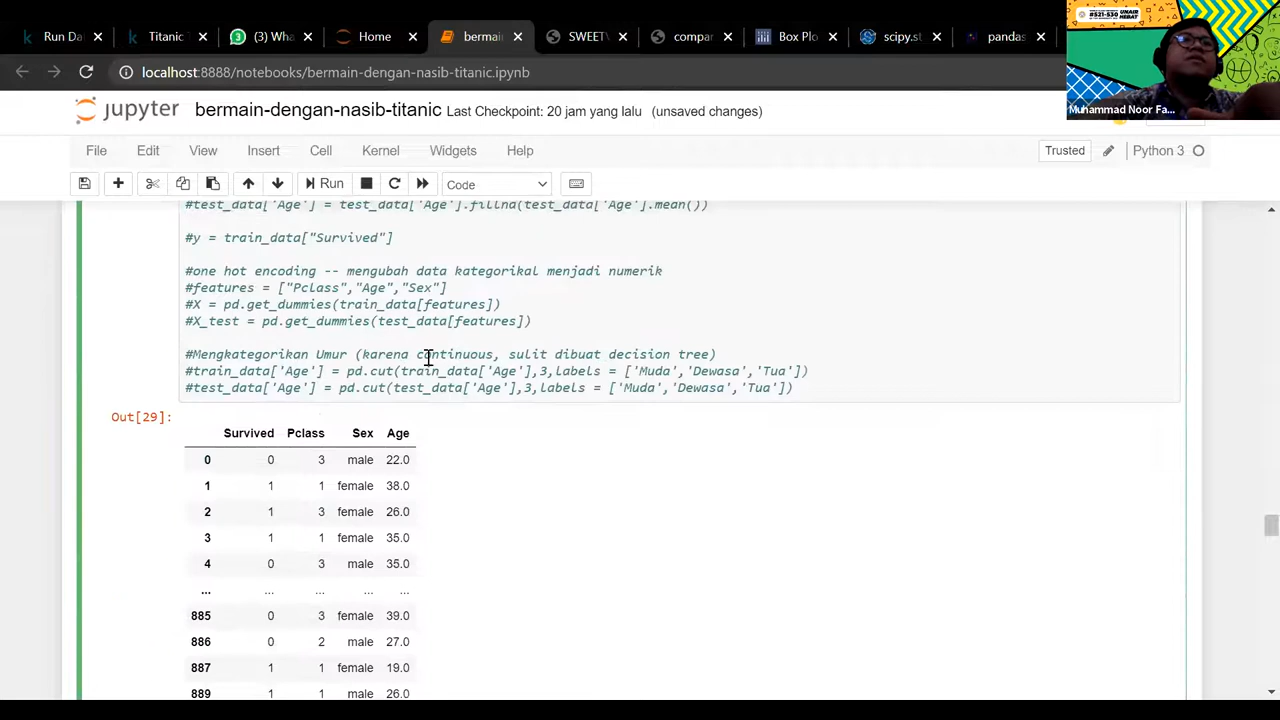 Run Da
Titanic
(3) Wha
Home
bermai
SWEETV
compar
Box Plo
scipy.st
pandas
#521-530
UNAIR
HEBAT
localhost:8888/notebooks/bermain-dengan-nasib-titanic.ipynb
Muhammad Noor Fa...
jupyter bermain-dengan-nasib-titanic Last Checkpoint: 20 jam yang lalu (unsaved changes)
File Edit View Insert Cell Kernel Widgets Help Trusted Python 3
Run Code
#test_data['Age'] = test_data['Age'].fillna(test_data['Age'].mean())
#y = train_data["Survived"]
#one hot encoding -- mengubah data kategorikal menjadi numerik
#features = ["Pclass","Age","Sex"]
#X = pd.get_dummies(train_data[features])
#X_test = pd.get_dummies(test_data[features])
#Mengkategorikan Umur (karena continuous, sulit dibuat decision tree)
#train_data['Age'] = pd.cut(train_data['Age'],3,labels = ['Muda','Dewasa','Tua'])
#test_data['Age'] = pd.cut(test_data['Age'],3,labels = ['Muda','Dewasa','Tua'])
Out[29]:
Survived Pclass Sex Age
0 0 3 male 22.0
1 1 1 female 38.0
2 1 3 female 26.0
3 1 1 female 35.0
4 0 3 male 35.0
... ... ... ... ...
885 0 3 female 39.0
886 0 2 male 27.0
887 1 1 female 19.0
889 1 1 male 26.0